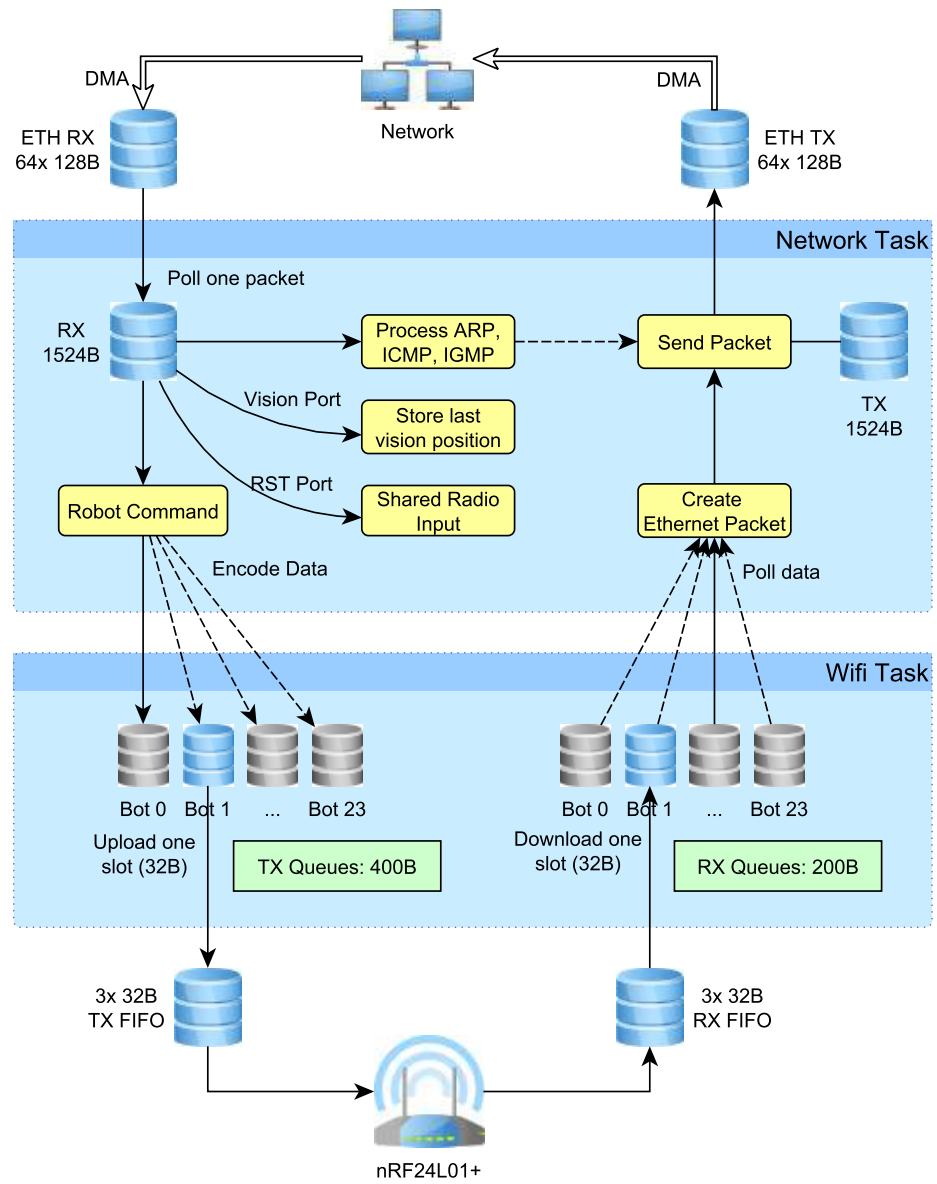 DMA
DMA
Network
ETH RX
64x 128B
ETH TX
64x 128B
Network Task
Poll one packet
RX
1524B
Process ARP,
ICMP, IGMP
Send Packet
TX
1524B
Vision Port
Store last
vision position
RST Port
Robot Command
Shared Radio
Input
Create
Ethernet Packet
Encode Data
Poll data
Wifi Task
Bot 0
Bot 1
...
Bot 23
Bot 0
Bot 1
...
Bot 23
Upload one
slot (32B)
TX Queues: 400B
Download one
slot (32B)
RX Queues: 200B
3x 32B
TX FIFO
3x 32B
RX FIFO
nRF24L01+